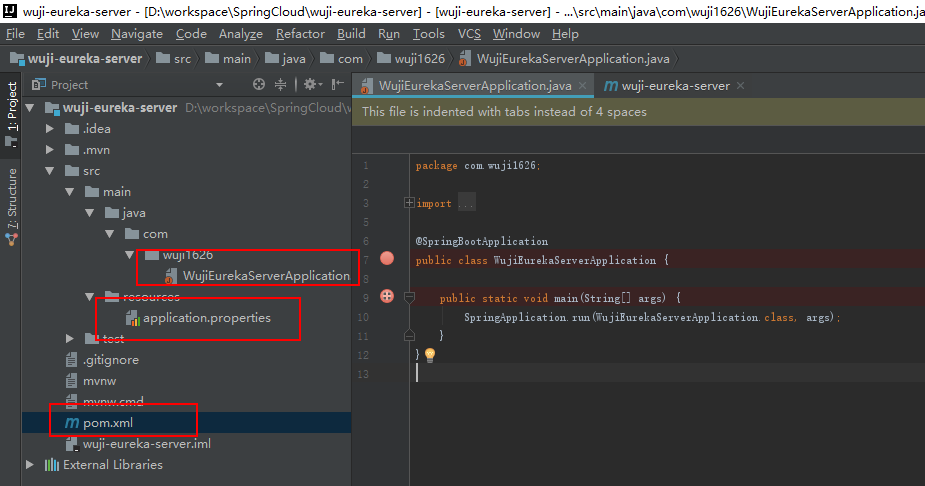 wuji-eureka-server - [D:\workspace\SpringCloud\wuji-eureka-server] - [wuji-eureka-server] - ...\src\main\java\com\wuji1626\WujiEurekaServerApplication.ja
File Edit View Navigate Code Analyze Refactor Build Run Tools VCS Window Help
wuji-eureka-server src main java com wuji1626 WujiEurekaServerApplication.java
1: Project
7: Structure
Project
wuji-eureka-server D:\workspace\SpringCloud\w
.idea
.mvn
src
main
java
com
wuji1626
WujiEurekaServerApplication
resources
application.properties
test
.gitignore
mvnw
mvnw.cmd
pom.xml
wuji-eureka-server.iml
External Libraries
WujiEurekaServerApplication.java wuji-eureka-server
This file is indented with tabs instead of 4 spaces
1 package com.wuji1626;
2
3 import ...
5
6 @SpringBootApplication
7 public class WujiEurekaServerApplication {
8
9 public static void main(String[] args) {
10 SpringApplication.run(WujiEurekaServerApplication.class, args);
11 }
12 }
13